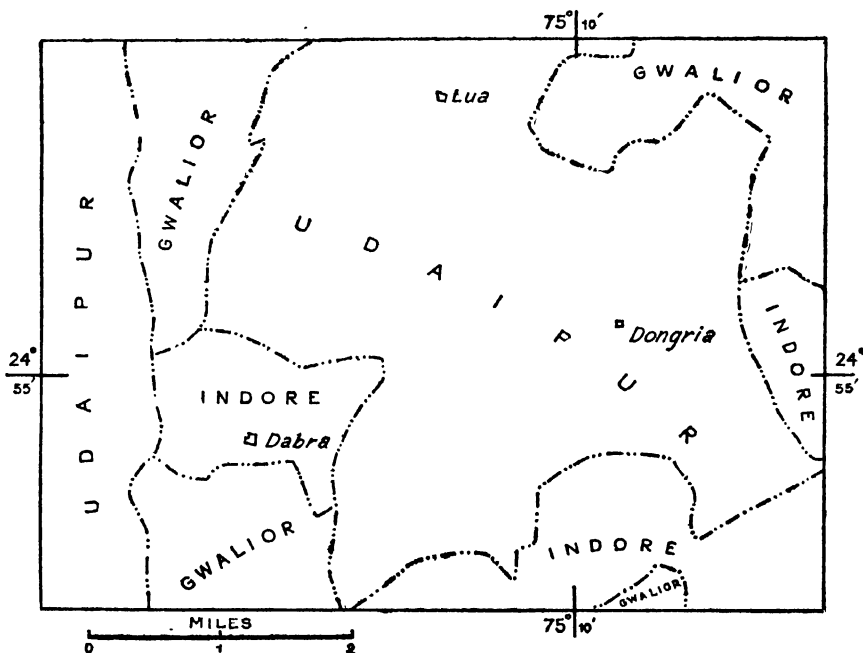 75° 10'
GWALIOR
Lua
GWALIOR
UDAIPUR
UDAIPUR
INDORE
Dongria
24° 55'
24° 55'
INDORE
Dabra
GWALIOR
INDORE
GWALIOR
75° 10'
MILES
0 1 2